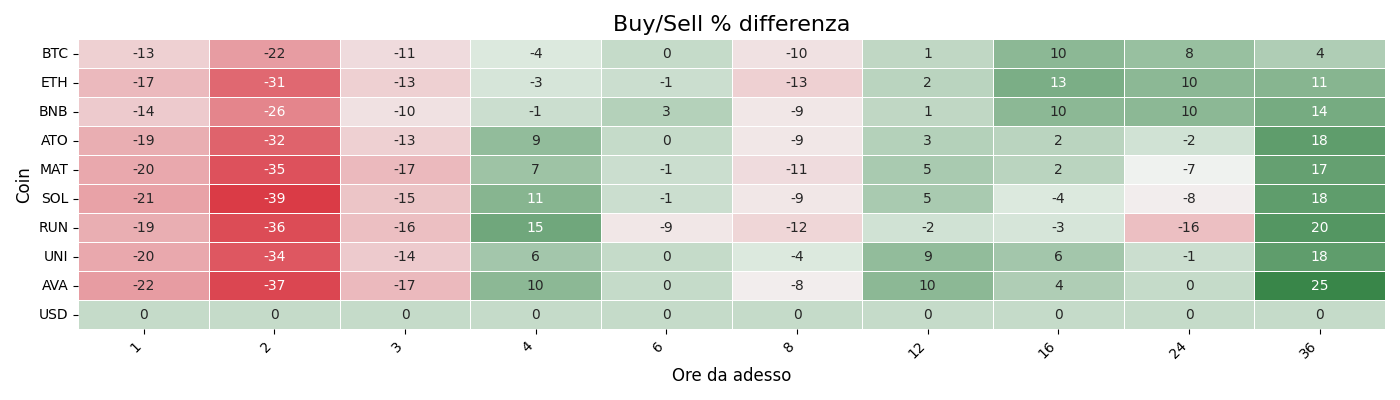 Buy/Sell % differenza
Coin
BTC -13 -22 -11 -4 0 -10 1 10 8 4
ETH -17 -31 -13 -3 -1 -13 2 13 10 11
BNB -14 -26 -10 -1 3 -9 1 10 10 14
ATO -19 -32 -13 9 0 -9 3 2 -2 18
MAT -20 -35 -17 7 -1 -11 5 2 -7 17
SOL -21 -39 -15 11 -1 -9 5 -4 -8 18
RUN -19 -36 -16 15 -9 -12 -2 -3 -16 20
UNI -20 -34 -14 6 0 -4 9 6 -1 18
AVA -22 -37 -17 10 0 -8 10 4 0 25
USD 0 0 0 0 0 0 0 0 0 0
1 2 3 4 6 8 12 16 24 36
Ore da adesso